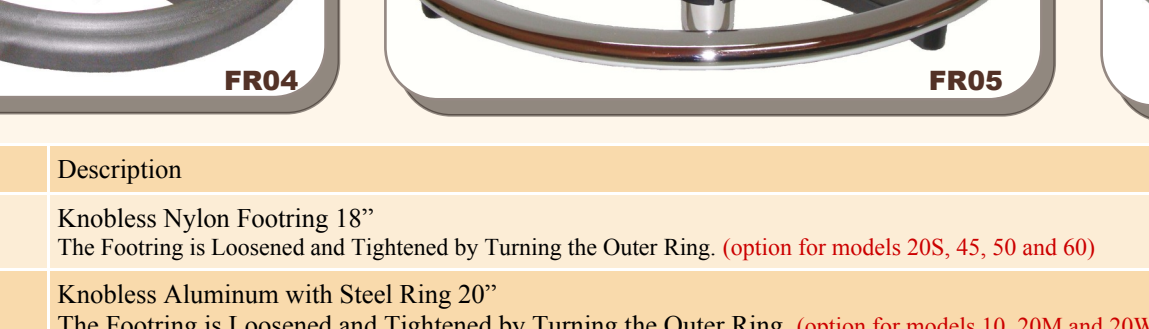 FR04
FR05
Description
Knobless Nylon Footring 18”
The Footring is Loosened and Tightened by Turning the Outer Ring. (option for models 20S, 45, 50 and 60)
Knobless Aluminum with Steel Ring 20”
The Footring is Loosened and Tightened by Turning the Outer Ring. (option for models 10, 20M and 20W